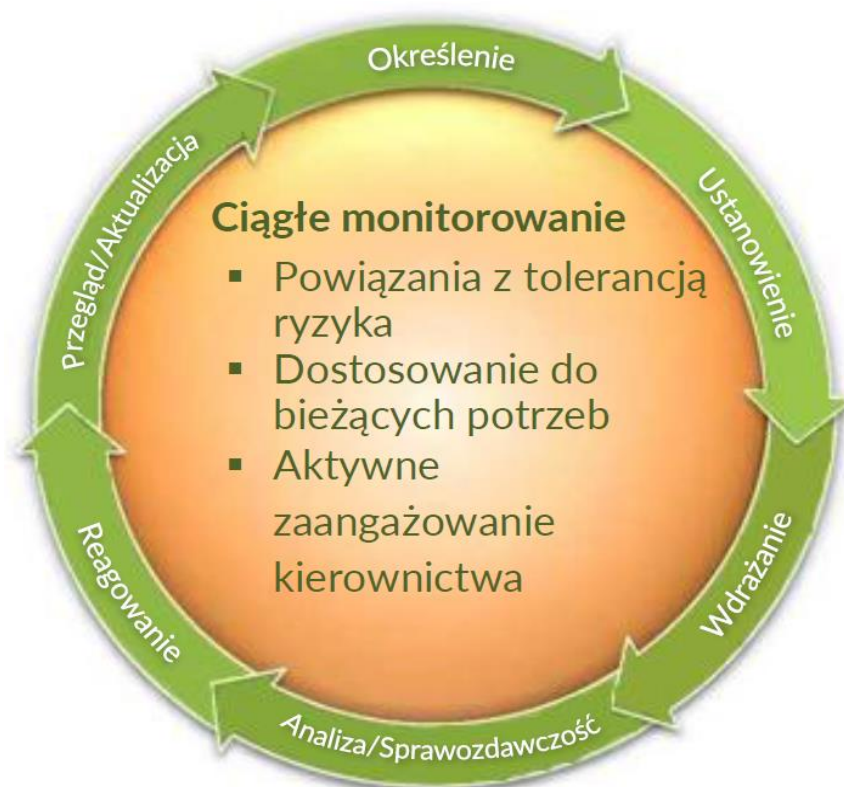 Określenie
Ustanowienie
Wdrażanie
Analiza/Sprawozdawczość
Reagowanie
Przegląd/Aktualizacja
Ciągłe monitorowanie
▪ Powiązania z tolerancją
ryzyka
▪ Dostosowanie do
bieżących potrzeb
▪ Aktywne
zaangażowanie
kierownictwa